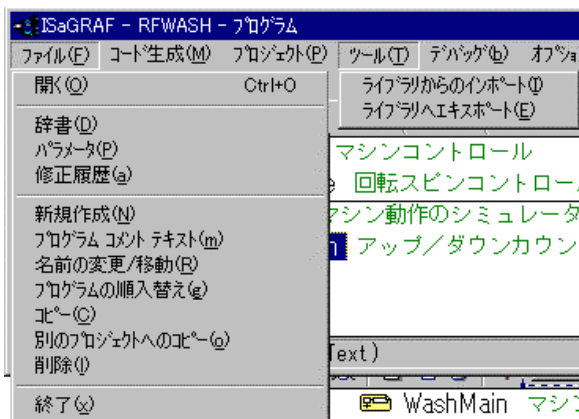 ISaGRAF - RFWASH - ﾌﾟﾛｸﾞﾗﾑ
ファイル(F) ｺｰﾄﾞ生成(M) ﾌﾟﾛｼﾞｪｸﾄ(P) ツール(T) ﾃﾞﾊﾞｯｸﾞ(b) ｵﾌﾟｼｮ
開く(O) Ctrl+O
辞書(D)
ﾊﾟﾗﾒｰﾀ(P)
修正履歴(a)
新規作成(N)
ﾌﾟﾛｸﾞﾗﾑ ｺﾒﾝﾄ ﾃｷｽﾄ(m)
名前の変更/移動(R)
ﾌﾟﾛｸﾞﾗﾑの順入替え(g)
ｺﾋﾟｰ(C)
別のﾌﾟﾛｼﾞｪｸﾄへのｺﾋﾟｰ(o)
削除(l)
終了(x)
ﾗｲﾌﾞﾗﾘからのｲﾝﾎﾟｰﾄ(I)
ﾗｲﾌﾞﾗﾘへｴｷｽﾎﾟｰﾄ(E)
マシンコントロール
回転スピンコントロー
マシン動作のシミュレータ
アップ／ダウンカウン
Text)
WashMain マシン